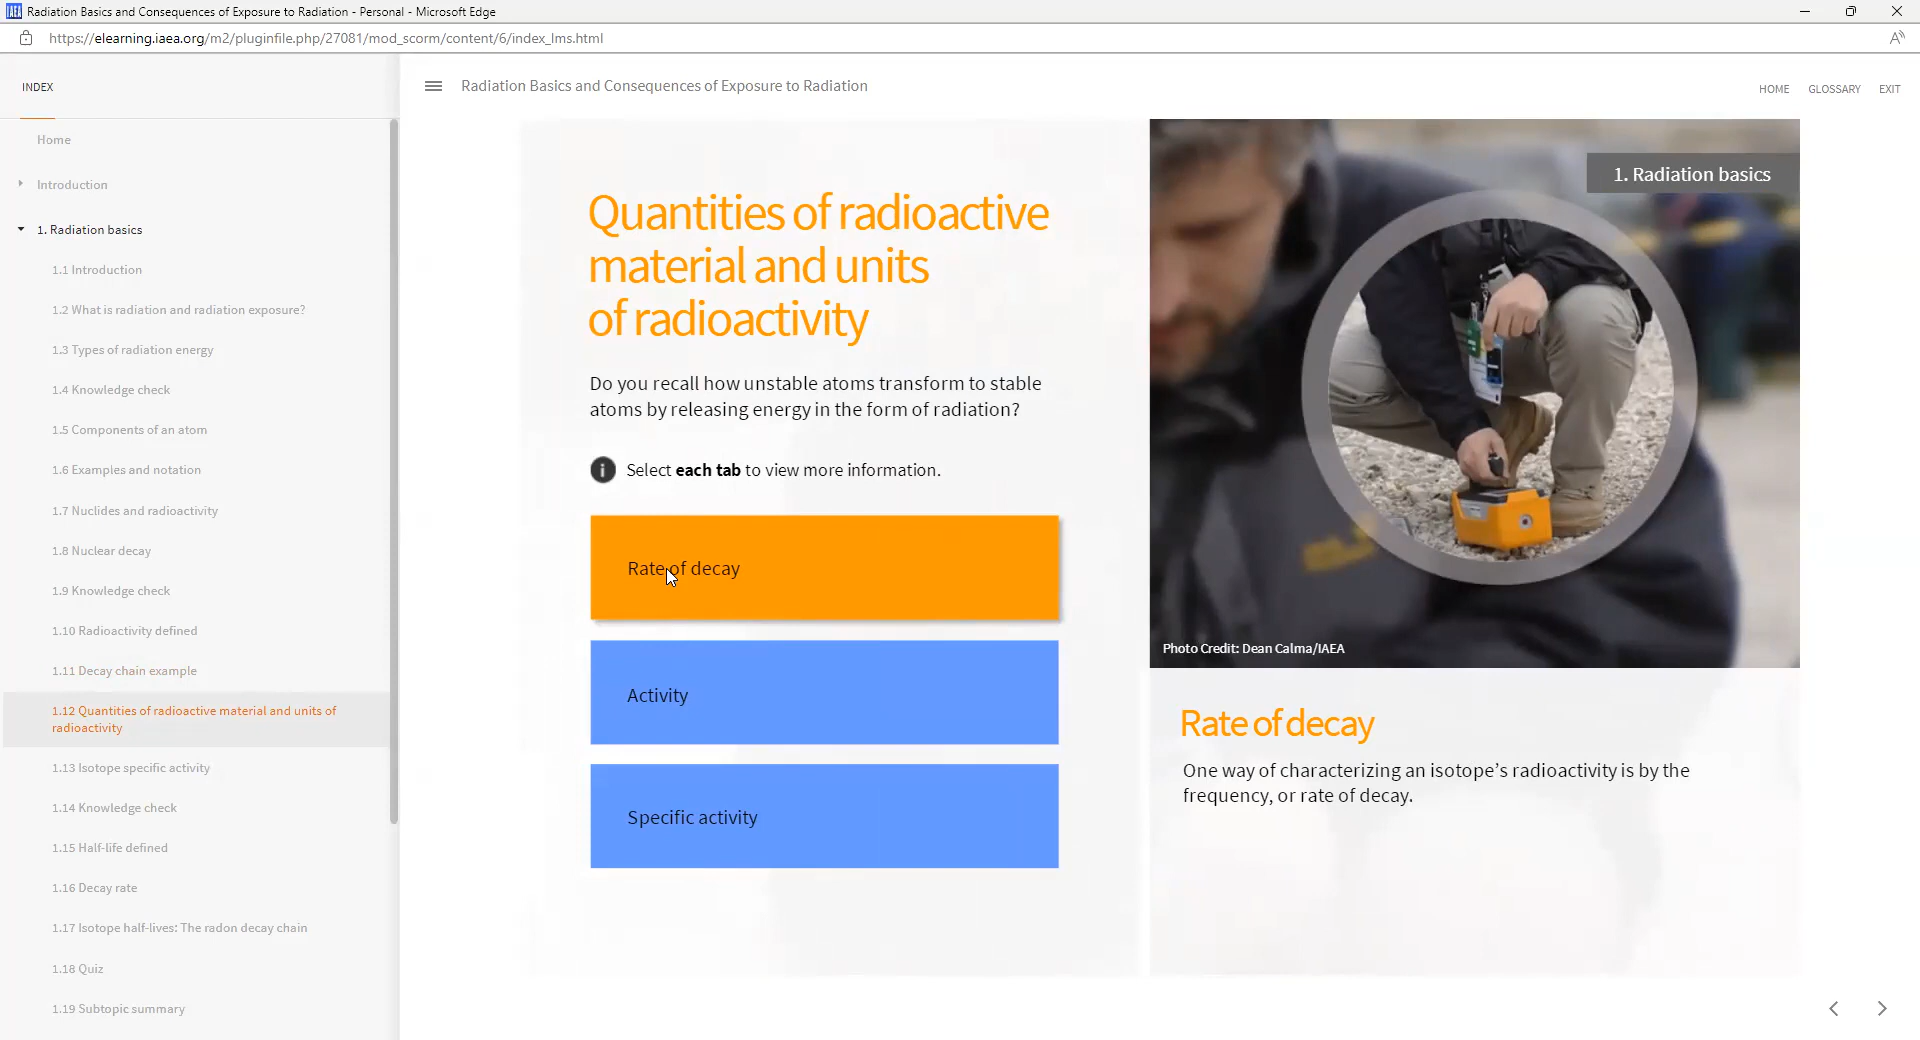 IAEA Radiation Basics and Consequences of Exposure to Radiation - Personal - Microsoft Edge
https://elearning.iaea.org/m2/pluginfile.php/27081/mod_scorm/content/6/index_lms.html
INDEX
Radiation Basics and Consequences of Exposure to Radiation
HOME GLOSSARY EXIT
Home
Introduction
1. Radiation basics
1.1 Introduction
1.2 What is radiation and radiation exposure?
1.3 Types of radiation energy
1.4 Knowledge check
1.5 Components of an atom
1.6 Examples and notation
1.7 Nuclides and radioactivity
1.8 Nuclear decay
1.9 Knowledge check
1.10 Radioactivity defined
1.11 Decay chain example
1.12 Quantities of radioactive material and units of
radioactivity
1.13 Isotope specific activity
1.14 Knowledge check
1.15 Half-life defined
1.16 Decay rate
1.17 Isotope half-lives: The radon decay chain
1.18 Quiz
1.19 Subtopic summary
Quantities of radioactive
material and units
of radioactivity
Do you recall how unstable atoms transform to stable
atoms by releasing energy in the form of radiation?
Select each tab to view more information.
Rate of decay
Activity
Specific activity
1. Radiation basics
Photo Credit: Dean Calma/IAEA
Rate of decay
One way of characterizing an isotope’s radioactivity is by the
frequency, or rate of decay.